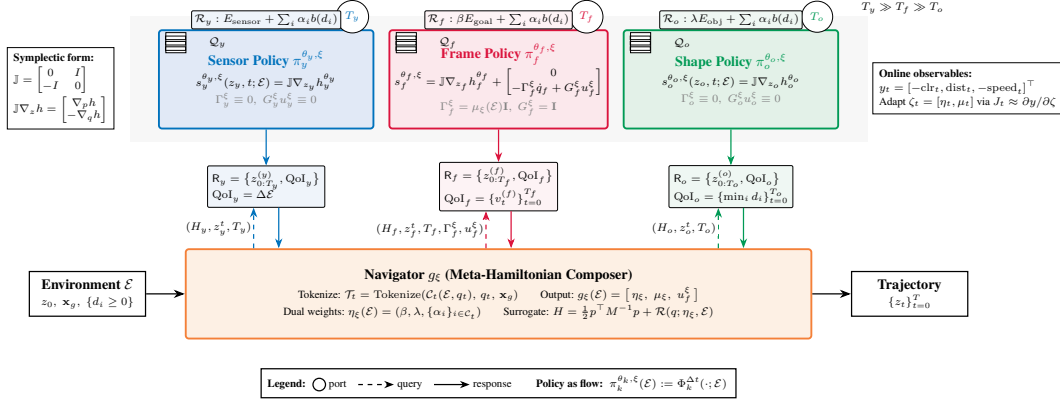 𝓡_y : E_sensor + ∑_i α_i b(d_i)
T_y
𝓡_f : βE_goal + ∑_i α_i b(d_i)
T_f
𝓡_o : λE_obj + ∑_i α_i b(d_i)
T_o
T_y ≫ T_f ≫ T_o
Symplectic form:
𝕁 = [0 I; −I 0]
𝕁∇_z h = [∇_p h; −∇_q h]
𝒬_y
Sensor Policy π_y^{θ_y,ξ}
s_y^{θ_y,ξ}(z_y, t; ℰ) = 𝕁∇_{z_y} h_y^{θ_y}
Γ_y^ξ ≡ 0, G_y^ξ u_y^ξ ≡ 0
𝒬_f
Frame Policy π_f^{θ_f,ξ}
s_f^{θ_f,ξ} = 𝕁∇_{z_f} h_f^{θ_f} + [0; −Γ_f^ξ q̇_f + G_f^ξ u_f^ξ]
Γ_f^ξ = μ_ξ(ℰ)I, G_f^ξ = I
𝒬_o
Shape Policy π_o^{θ_o,ξ}
s_o^{θ_o,ξ}(z_o, t; ℰ) = 𝕁∇_{z_o} h_o^{θ_o}
Γ_o^ξ ≡ 0, G_o^ξ u_o^ξ ≡ 0
Online observables:
y_t = [−clr_t, dist_t, −speed_t]^⊤
Adapt ζ_t = [η_t, μ_t] via J_t ≈ ∂y/∂ζ
R_y = {z_{0:T_y}^{(y)}, QoI_y}
QoI_y = Δℰ
R_f = {z_{0:T_f}^{(f)}, QoI_f}
QoI_f = {v_t^{(f)}}_{t=0}^{T_f}
R_o = {z_{0:T_o}^{(o)}, QoI_o}
QoI_o = {min_i d_i}_{t=0}^{T_o}
(H_y, z_y^t, T_y)
(H_f, z_f^t, T_f, Γ_f^ξ, u_f^ξ)
(H_o, z_o^t, T_o)
Environment ℰ
z_0, x_g, {d_i ≥ 0}
Navigator g_ξ (Meta-Hamiltonian Composer)
Tokenize: 𝒯_t = Tokenize(𝒞_t(ℰ, q_t), q_t, x_g) Output: g_ξ(ℰ) = [η_ξ, μ_ξ, u_f^ξ]
Dual weights: η_ξ(ℰ) = (β, λ, {α_i}_{i∈𝒞_t}) Surrogate: H = ½p^⊤M^{−1}p + 𝓡(q; η_ξ, ℰ)
Trajectory
{z_t}_{t=0}^T
Legend: port query response Policy as flow: π_k^{θ_k,ξ}(ℰ) := Φ_k^{Δt}(·; ℰ)